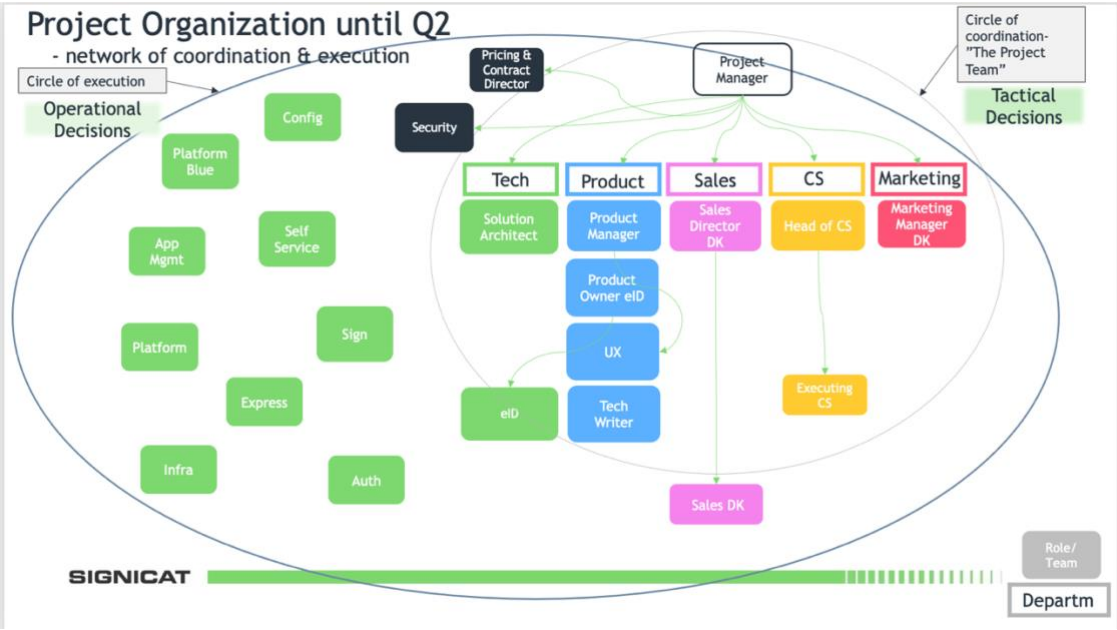 Project Organization until Q2
- network of coordination & execution
Circle of execution
Operational
Decisions
Circle of
coordination-
"The Project
Team"
Tactical
Decisions
Pricing &
Contract
Director
Project
Manager
Security
Config
Platform
Blue
App
Mgmt
Self
Service
Platform
Sign
Express
Infra
Auth
Tech
Product
Sales
CS
Marketing
Solution
Architect
Product
Manager
Sales
Director
DK
Head of CS
Marketing
Manager
DK
Product
Owner eID
UX
eID
Tech
Writer
Executing
CS
Sales DK
SIGNICAT
Role/
Team
Departm